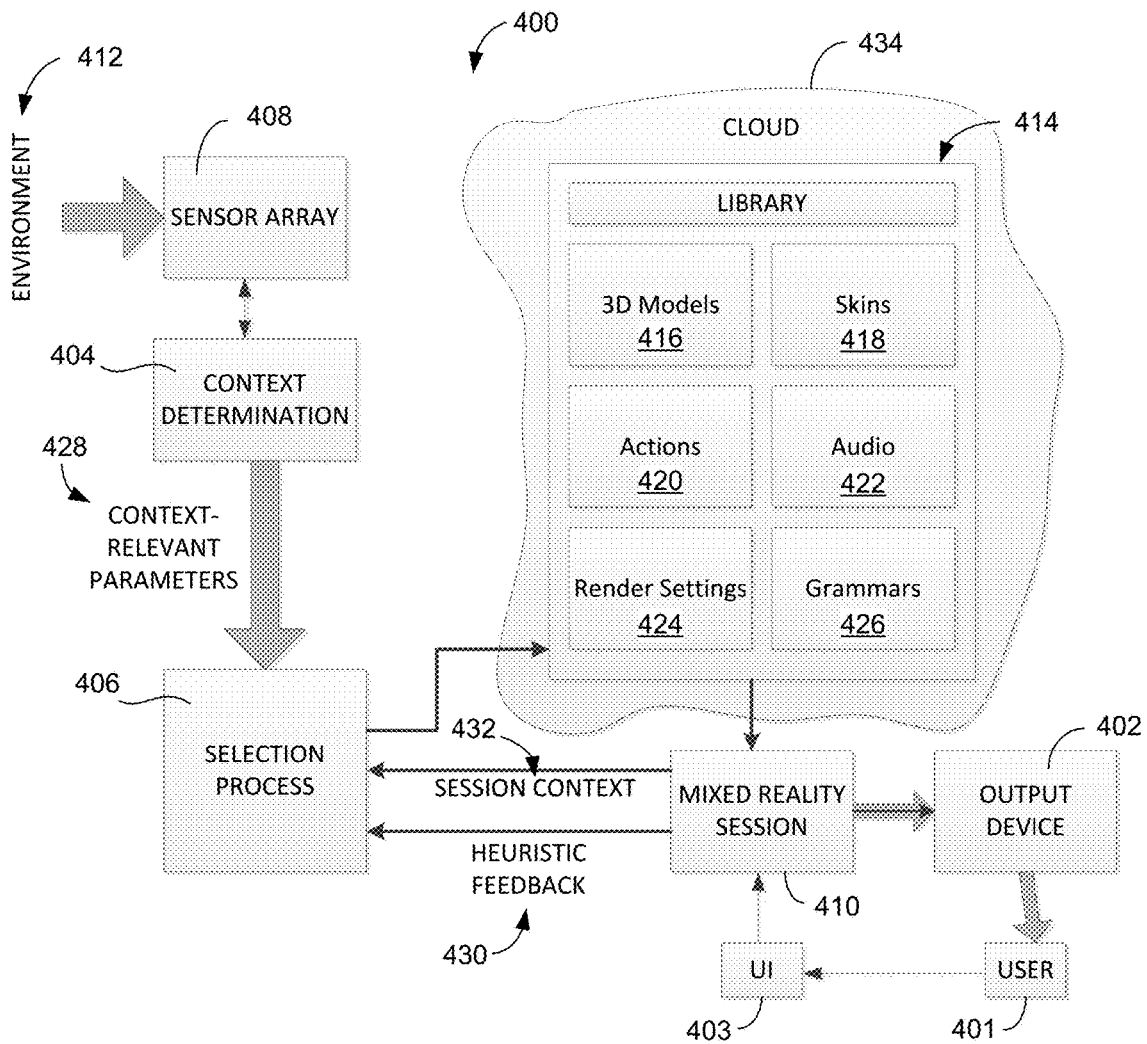 400
434
412
408
CLOUD
414
ENVIRONMENT
SENSOR ARRAY
LIBRARY
3D Models
416
Skins
418
404
CONTEXT
DETERMINATION
Actions
420
Audio
422
428
CONTEXT-
RELEVANT
PARAMETERS
Render Settings
424
Grammars
426
406
SELECTION
PROCESS
432
SESSION CONTEXT
HEURISTIC
FEEDBACK
430
MIXED REALITY
SESSION
410
402
OUTPUT
DEVICE
UI
403
USER
401